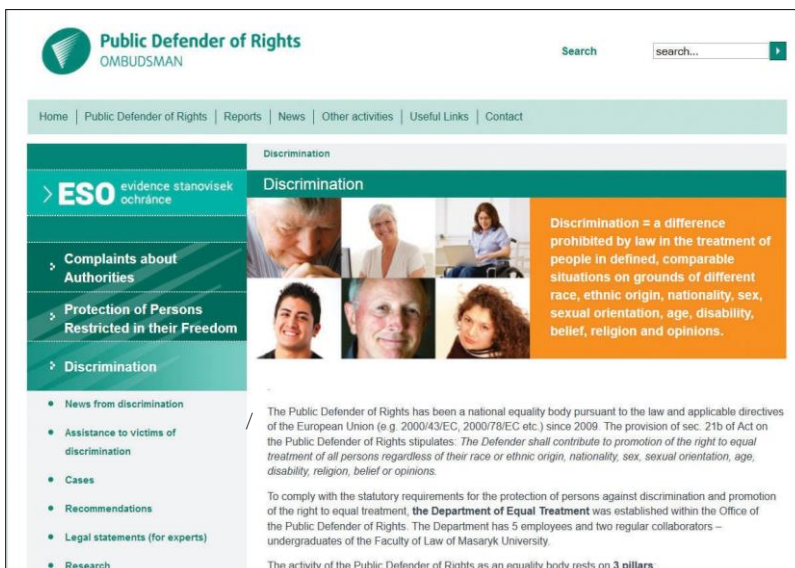 Public Defender of Rights
OMBUDSMAN
Search
search...
Home | Public Defender of Rights | Reports | News | Other activities | Useful Links | Contact
ESO evidence stanovisek
ochránce
Complaints about
Authorities
Protection of Persons
Restricted in their Freedom
Discrimination
News from discrimination
Assistance to victims of
discrimination
Cases
Recommendations
Legal statements (for experts)
Research
Discrimination
Discrimination
Discrimination = a difference
prohibited by law in the treatment of
people in defined, comparable
situations on grounds of different
race, ethnic origin, nationality, sex,
sexual orientation, age, disability,
belief, religion and opinions.
The Public Defender of Rights has been a national equality body pursuant to the law and applicable directives
of the European Union (e.g. 2000/43/EC, 2000/78/EC etc.) since 2009. The provision of sec. 21b of Act on
the Public Defender of Rights stipulates: The Defender shall contribute to promotion of the right to equal
treatment of all persons regardless of their race or ethnic origin, nationality, sex, sexual orientation, age,
disability, religion, belief or opinions.
To comply with the statutory requirements for the protection of persons against discrimination and promotion
of the right to equal treatment, the Department of Equal Treatment was established within the Office of
the Public Defender of Rights. The Department has 5 employees and two regular collaborators –
undergraduates of the Faculty of Law of Masaryk University.
The activity of the Public Defender of Rights as an equality body rests on 3 pillars: